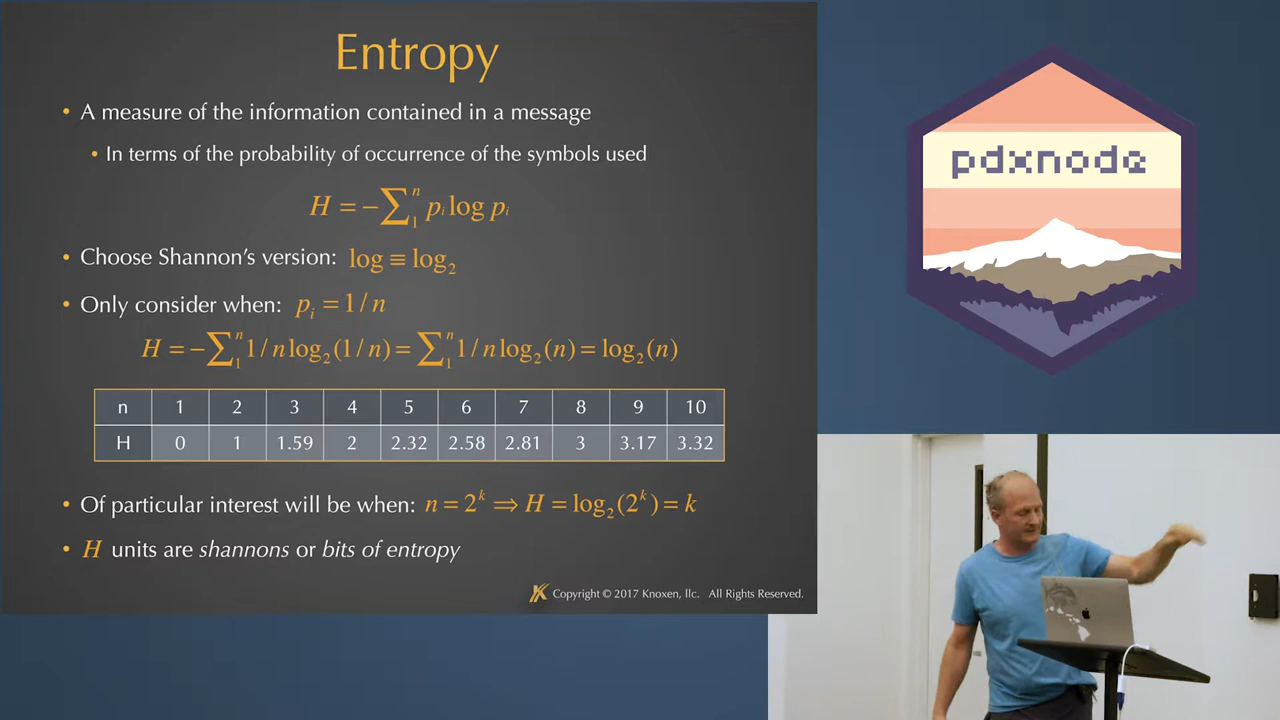 Entropy
• A measure of the information contained in a message
• In terms of the probability of occurrence of the symbols used
H = −∑₁ⁿ pᵢ log pᵢ
• Choose Shannon's version: log ≡ log₂
• Only consider when: pᵢ = 1/n
H = −∑₁ⁿ 1/n log₂(1/n) = ∑₁ⁿ 1/n log₂(n) = log₂(n)
n 1 2 3 4 5 6 7 8 9 10
H 0 1 1.59 2 2.32 2.58 2.81 3 3.17 3.32
• Of particular interest will be when: n = 2ᵏ ⇒ H = log₂(2ᵏ) = k
• H units are shannons or bits of entropy
K Copyright © 2017 Knoxen, llc. All Rights Reserved.
pdxnode